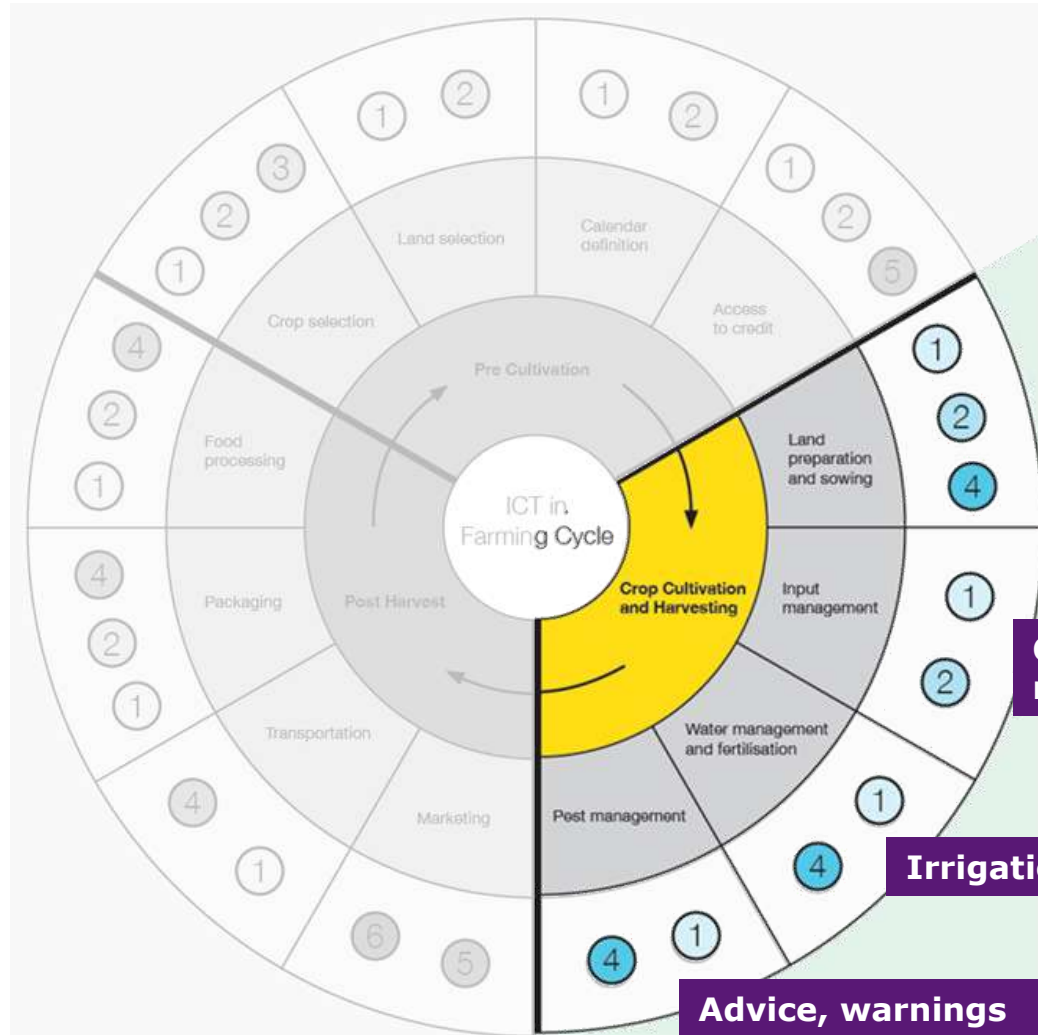 1
2
1
2
3
2
1
1
2
5
4
2
1
4
2
1
4
1
6
5
1
2
4
1
2
1
4
1
4
Land selection
Calendar
definition
Crop selection
Access
to credit
Pre Cultivation
Food
processing
Land
preparation
and sowing
ICT in
Farming Cycle
Packaging
Post Harvest
Crop Cultivation
and Harvesting
Input
management
Transportation
Water management
and fertilisation
Marketing
Pest management
Advice, warnings